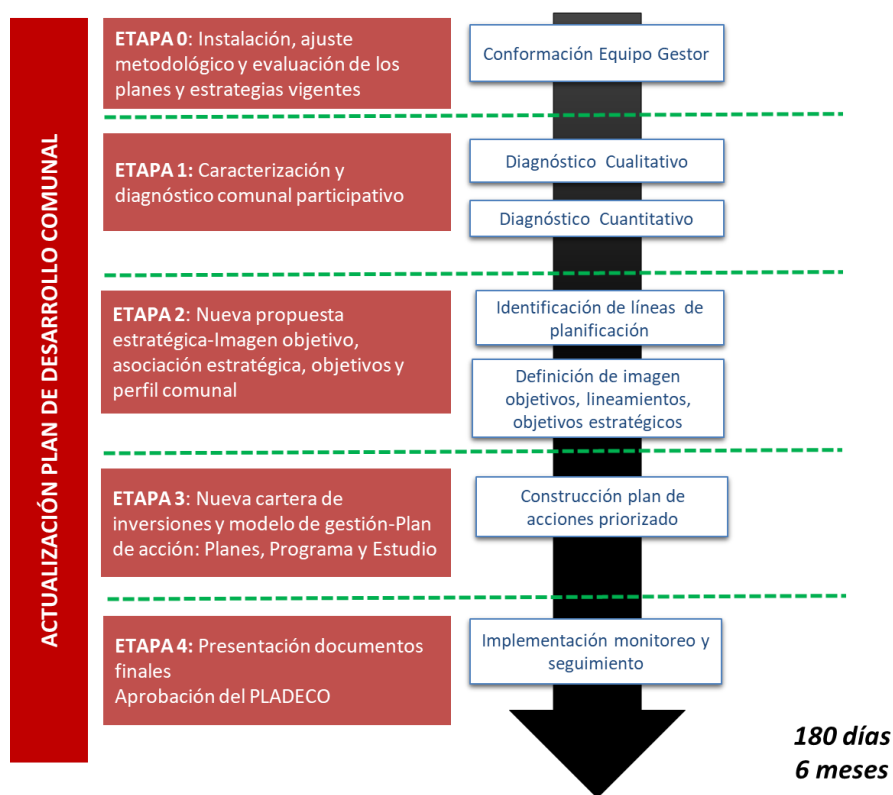 ACTUALIZACIÓN PLAN DE DESARROLLO COMUNAL
ETAPA 0: Instalación, ajuste
metodológico y evaluación de los
planes y estrategias vigentes
Conformación Equipo Gestor
ETAPA 1: Caracterización y
diagnóstico comunal participativo
Diagnóstico Cualitativo
Diagnóstico Cuantitativo
ETAPA 2: Nueva propuesta
estratégica-Imagen objetivo,
asociación estratégica, objetivos y
perfil comunal
Identificación de líneas de
planificación
Definición de imagen
objetivos, lineamientos,
objetivos estratégicos
ETAPA 3: Nueva cartera de
inversiones y modelo de gestión-Plan
de acción: Planes, Programa y Estudio
Construcción plan de
acciones priorizado
ETAPA 4: Presentación documentos
finales
Aprobación del PLADECO
Implementación monitoreo y
seguimiento
180 días
6 meses